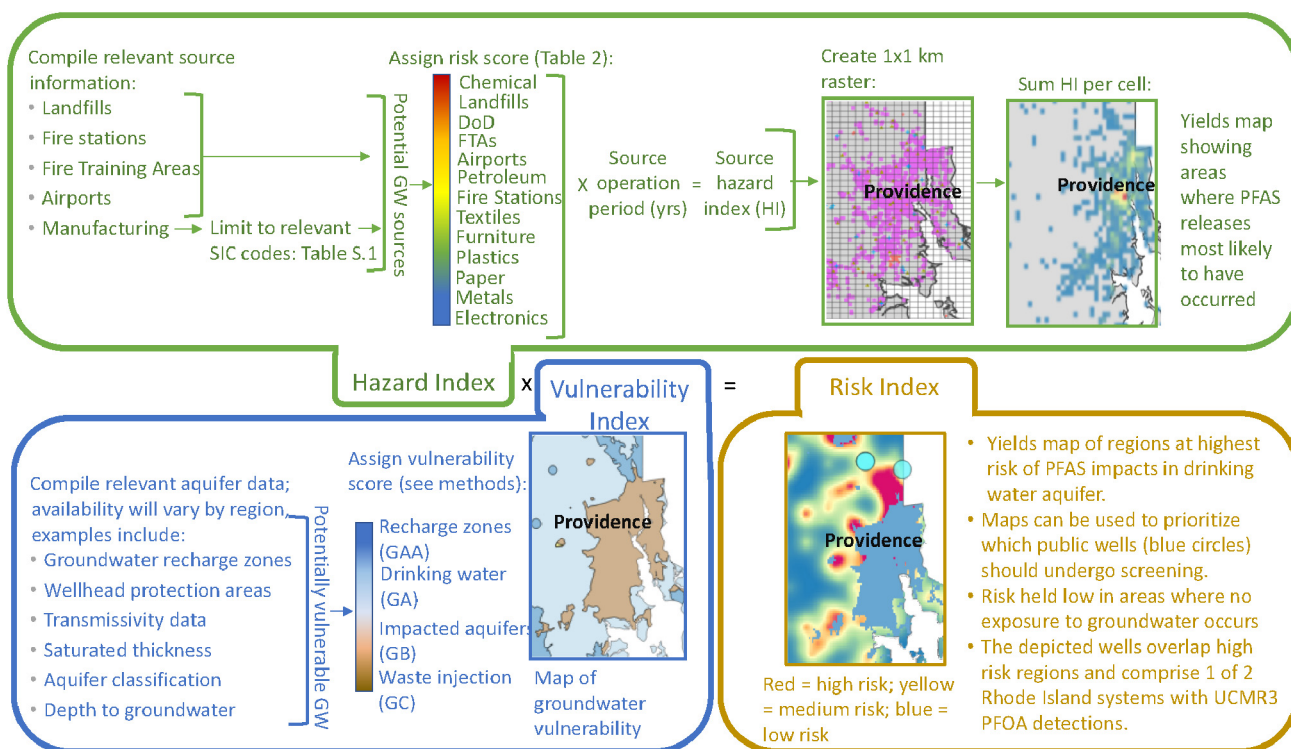 Compile relevant source
information:
• Landfills
• Fire stations
• Fire Training Areas
• Airports
• Manufacturing
Limit to relevant
SIC codes: Table S.1
Potential GW sources
Assign risk score (Table 2):
Chemical
Landfills
DoD
FTAs
Airports
Petroleum
Fire Stations
Textiles
Furniture
Plastics
Paper
Metals
Electronics
Source
X operation = 
period (yrs)
Source
hazard
index (HI)
Create 1x1 km
raster:
Providence
Sum HI per cell:
Providence
Yields map
showing
areas
where PFAS
releases
most likely
to have
occurred
Hazard Index
x
Vulnerability
Index
=
Risk Index
Compile relevant aquifer data;
availability will vary by region,
examples include:
• Groundwater recharge zones
• Wellhead protection areas
• Transmissivity data
• Saturated thickness
• Aquifer classification
• Depth to groundwater
Potentially vulnerable GW
Assign vulnerability
score (see methods):
Recharge zones
(GAA)
Drinking water
(GA)
Impacted aquifers
(GB)
Waste injection
(GC)
Providence
Map of
groundwater
vulnerability
Providence
Red = high risk; yellow
= medium risk; blue =
low risk
• Yields map of regions at highest
risk of PFAS impacts in drinking
water aquifer.
• Maps can be used to prioritize
which public wells (blue circles)
should undergo screening.
• Risk held low in areas where no
exposure to groundwater occurs
• The depicted wells overlap high
risk regions and comprise 1 of 2
Rhode Island systems with UCMR3
PFOA detections.